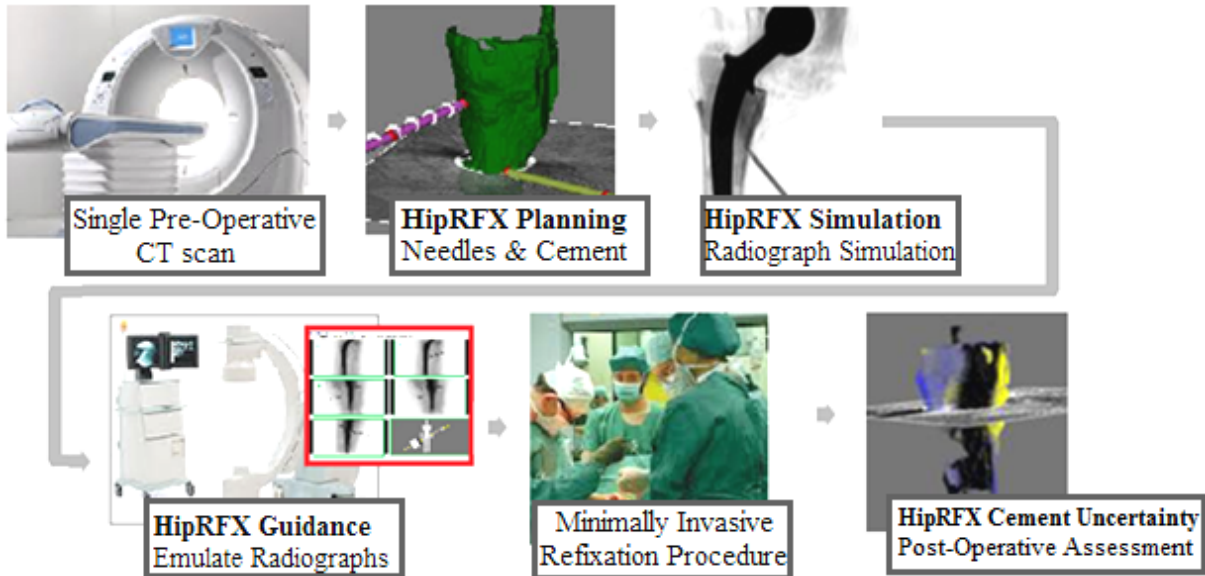 Single Pre-Operative
CT scan
HipRFX Planning
Needles & Cement
HipRFX Simulation
Radiograph Simulation
HipRFX Guidance
Emulate Radiographs
Minimally Invasive
Refixation Procedure
HipRFX Cement Uncertainty
Post-Operative Assessment